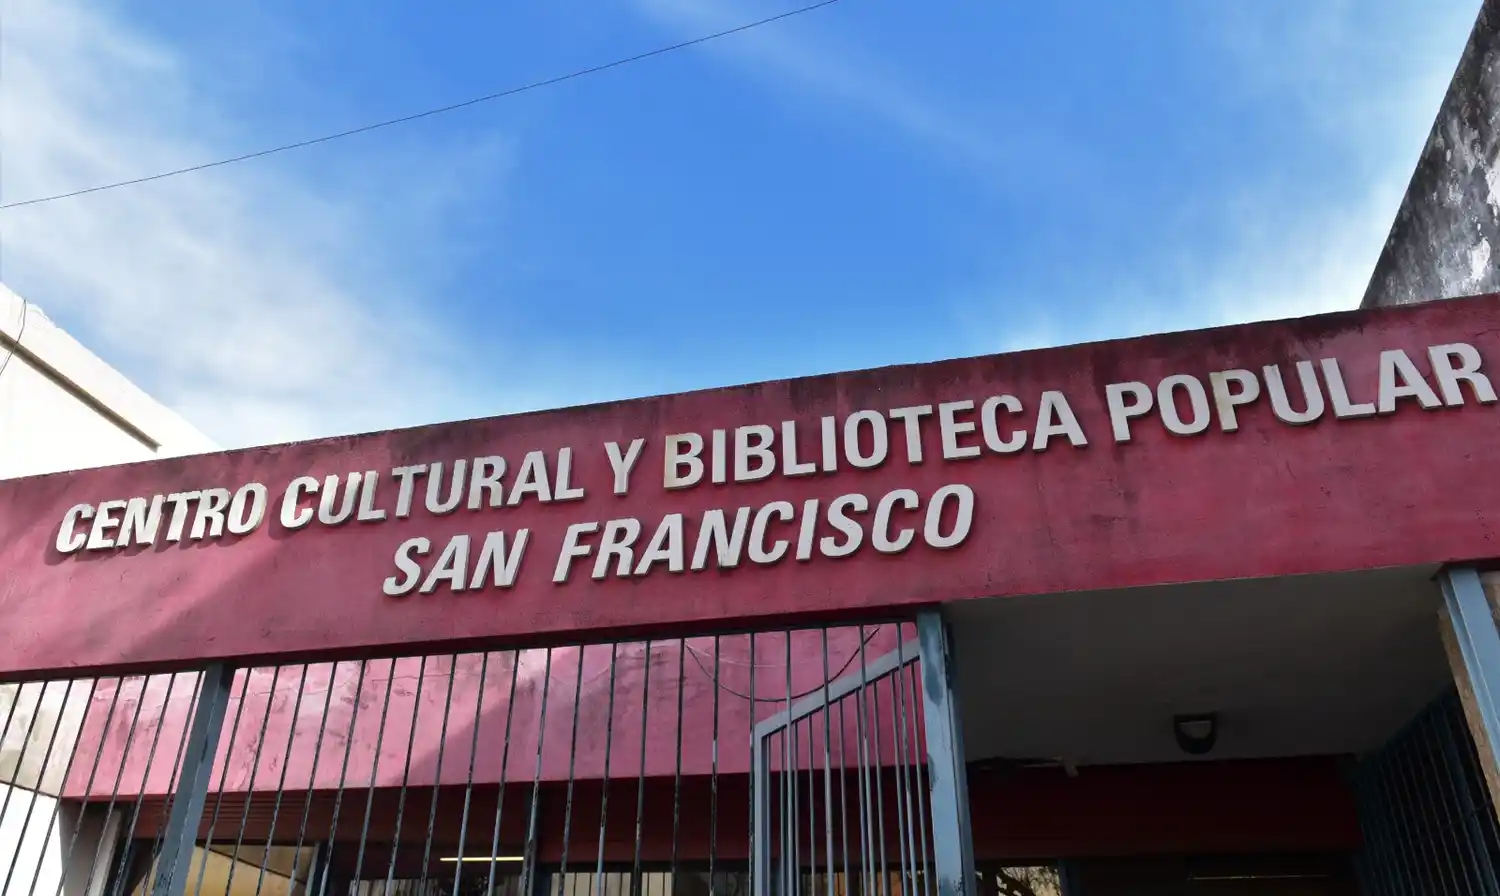 CENTRO CULTURAL Y BIBLIOTECA POPULAR
SAN FRANCISCO